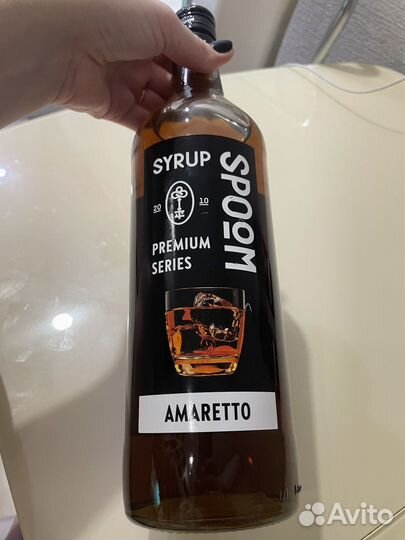 SYRUP
SPOOM
20 10
PREMIUM
SERIES
AMARETTO
Avito